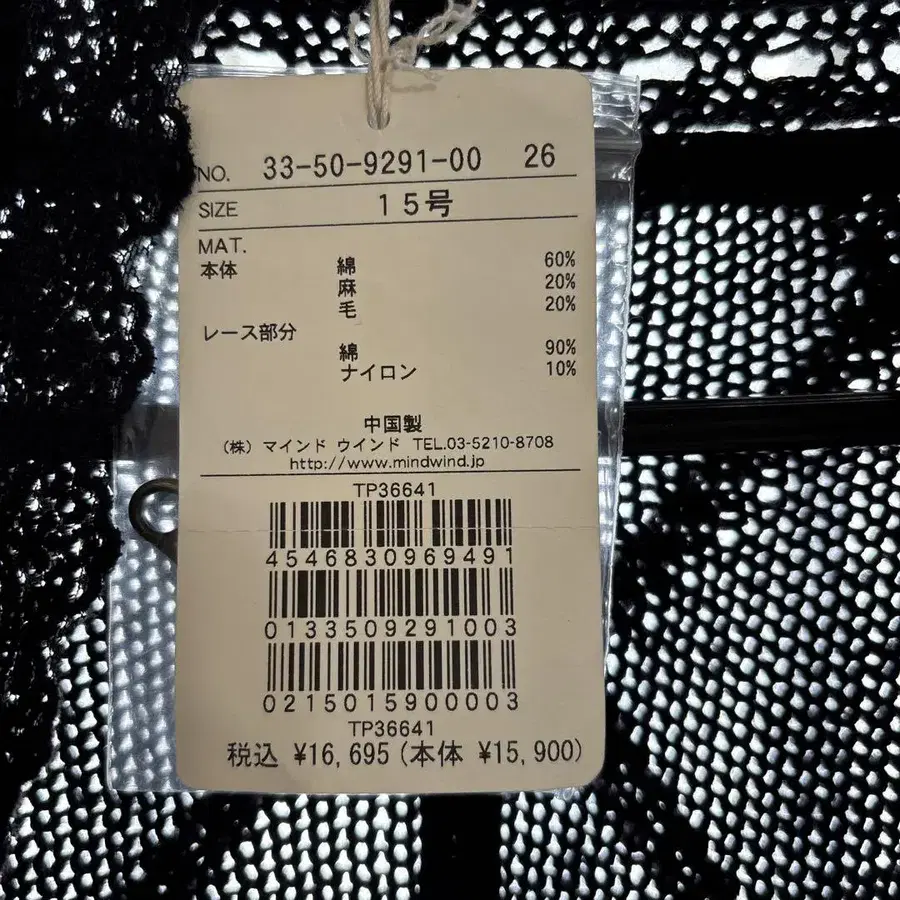 NO. 33-50-9291-00 26
SIZE 15号
MAT.
本体 綿 60%
麻 20%
毛 20%
レース部分
綿 90%
ナイロン 10%
中国製
(株) マインド ウインド TEL.03-5210-8708
http://www.mindwind.jp
TP36641
4546830969491
0133509291003
0215015900003
TP36641
税込 ¥16,695(本体 ¥15,900)